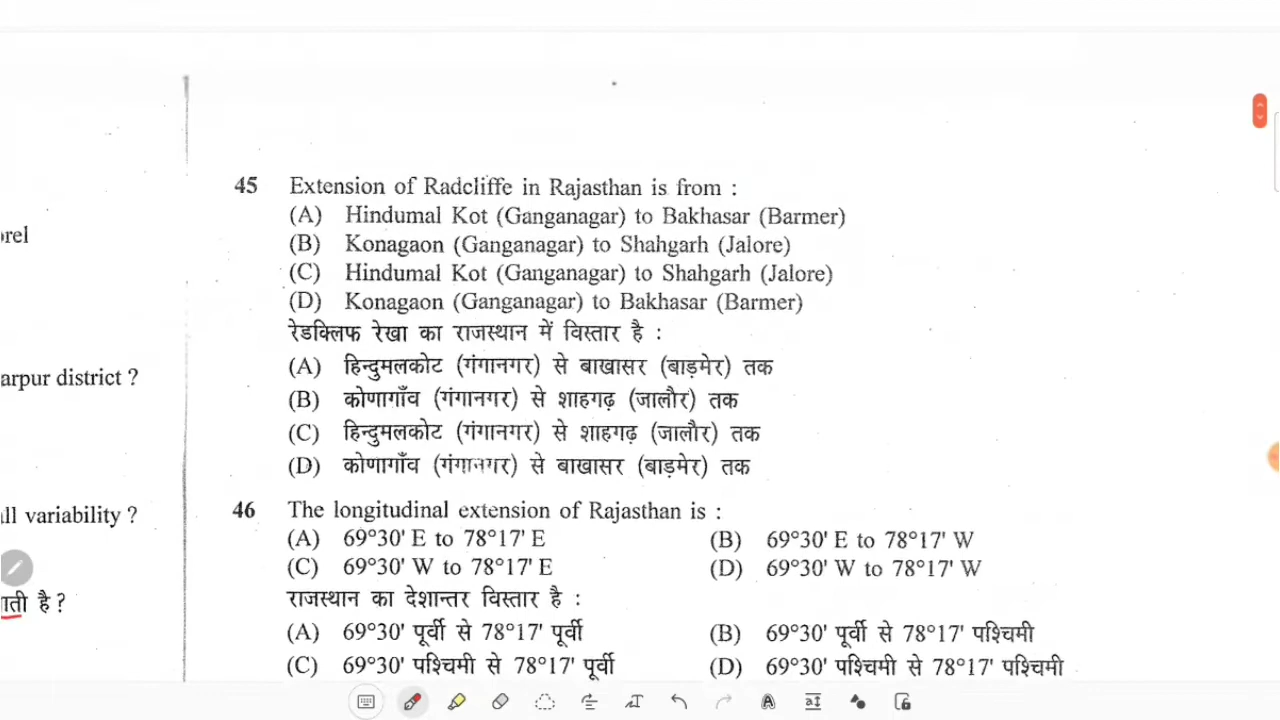 45 Extension of Radcliffe in Rajasthan is from :
(A) Hindumal Kot (Ganganagar) to Bakhasar (Barmer)
(B) Konagaon (Ganganagar) to Shahgarh (Jalore)
(C) Hindumal Kot (Ganganagar) to Shahgarh (Jalore)
(D) Konagaon (Ganganagar) to Bakhasar (Barmer)
रेडक्लिफ रेखा का राजस्थान में विस्तार है :
(A) हिन्दुमलकोट (गंगानगर) से बाखासर (बाड़मेर) तक
(B) कोणागाँव (गंगानगर) से शाहगढ़ (जालौर) तक
(C) हिन्दुमलकोट (गंगानगर) से शाहगढ़ (जालौर) तक
(D) कोणागाँव (गंगानगर) से बाखासर (बाड़मेर) तक
46 The longitudinal extension of Rajasthan is :
(A) 69°30' E to 78°17' E (B) 69°30' E to 78°17' W
(C) 69°30' W to 78°17' E (D) 69°30' W to 78°17' W
राजस्थान का देशान्तर विस्तार है :
(A) 69°30' पूर्वी से 78°17' पूर्वी (B) 69°30' पूर्वी से 78°17' पश्चिमी
(C) 69°30' पश्चिमी से 78°17' पूर्वी (D) 69°30' पश्चिमी से 78°17' पश्चिमी
orel
arpur district ?
all variability ?
गाती है ?